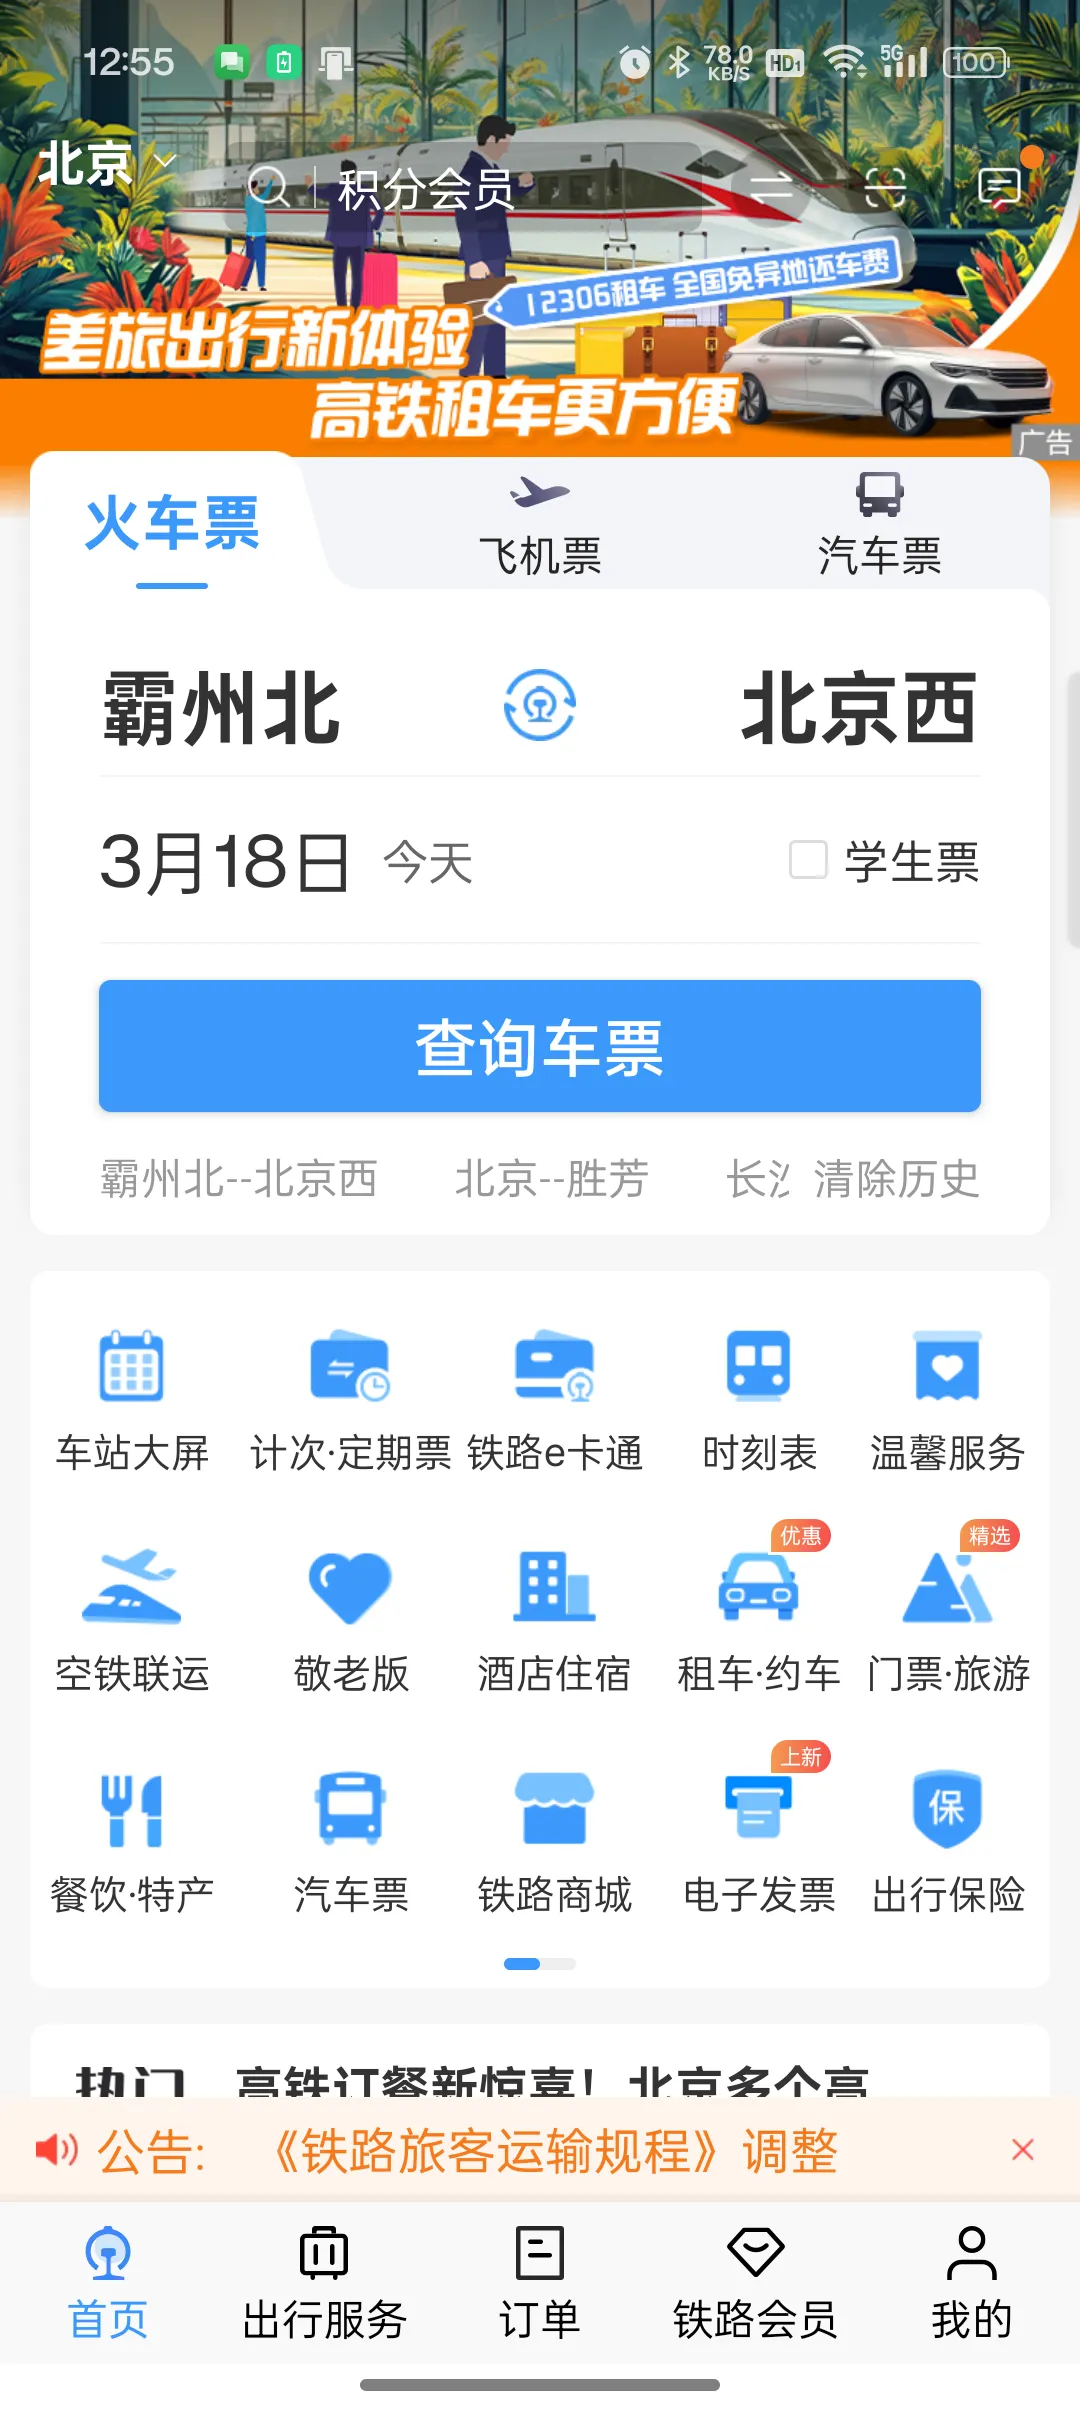 12:55
78.0
KB/S
HD1
5G
100
北京
积分会员
12306租车 全国免异地还车费
差旅出行新体验
高铁租车更方便
广告
火车票
飞机票
汽车票
霸州北
北京西
3月18日 今天
学生票
查询车票
霸州北--北京西 北京--胜芳 长 清除历史
车站大屏 计次·定期票 铁路e卡通 时刻表 温馨服务
优惠 精选
空铁联运 敬老版 酒店住宿 租车·约车 门票·旅游
上新
保
餐饮·特产 汽车票 铁路商城 电子发票 出行保险
热门 高铁订餐新惊喜！北京多个高
公告: 《铁路旅客运输规程》调整
首页 出行服务 订单 铁路会员 我的